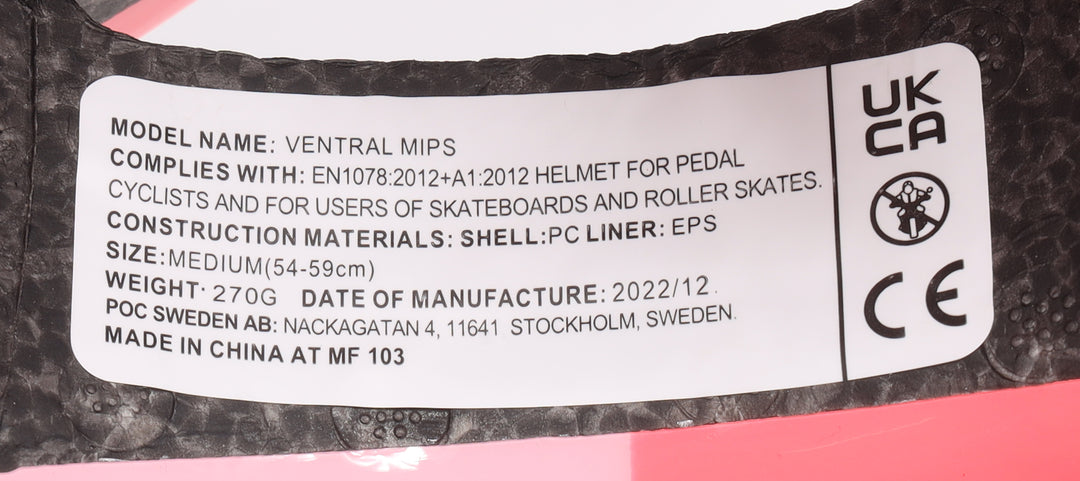 MODEL NAME: VENTRAL MIPS
COMPLIES WITH: EN1078:2012+A1:2012 HELMET FOR PEDAL
CYCLISTS AND FOR USERS OF SKATEBOARDS AND ROLLER SKATES.
CONSTRUCTION MATERIALS: SHELL:PC LINER: EPS
SIZE:MEDIUM(54-59cm)
WEIGHT: 270G DATE OF MANUFACTURE: 2022/12.
POC SWEDEN AB: NACKAGATAN 4, 11641 STOCKHOLM, SWEDEN.
MADE IN CHINA AT MF 103
UK
CA
CE